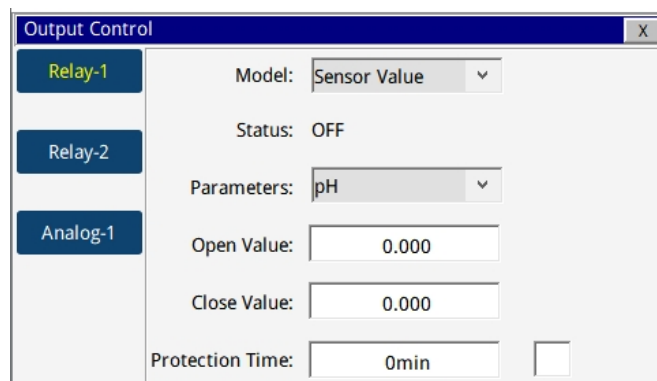 Output Control X
Relay-1
Model: Sensor Value
Status: OFF
Relay-2
Parameters: pH
Analog-1
Open Value: 0.000
Close Value: 0.000
Protection Time: 0min